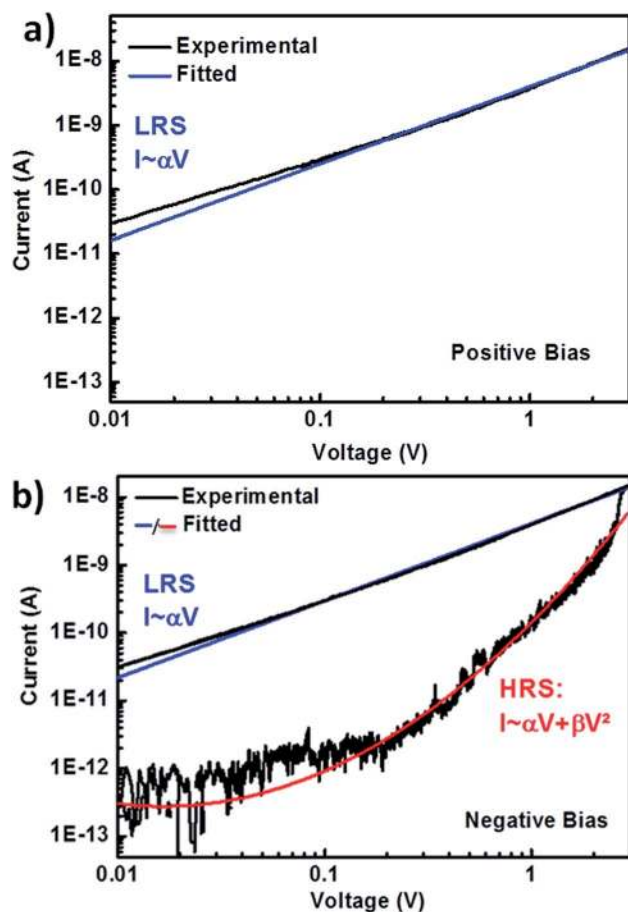 a)
Experimental
Fitted
LRS
I~αV
Current (A)
1E-8
1E-9
1E-10
1E-11
1E-12
1E-13
Positive Bias
0.01
0.1
1
Voltage (V)
b)
Experimental
/ Fitted
LRS
I~αV
Current (A)
1E-8
1E-9
1E-10
1E-11
1E-12
1E-13
HRS:
I~αV+βV²
Negative Bias
0.01
0.1
1
Voltage (V)